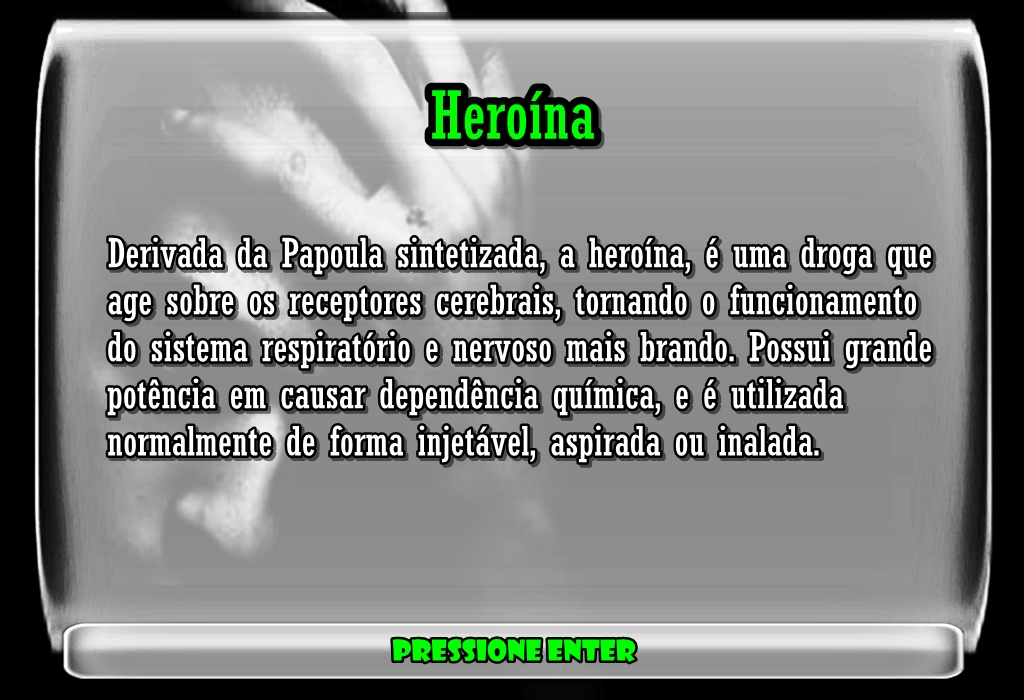 Heroína
Derivada da Papoula sintetizada, a heroína, é uma droga que
age sobre os receptores cerebrais, tornando o funcionamento
do sistema respiratório e nervoso mais brando. Possui grande
potência em causar dependência química, e é utilizada
normalmente de forma injetável, aspirada ou inalada.
PRESSIONE ENTER